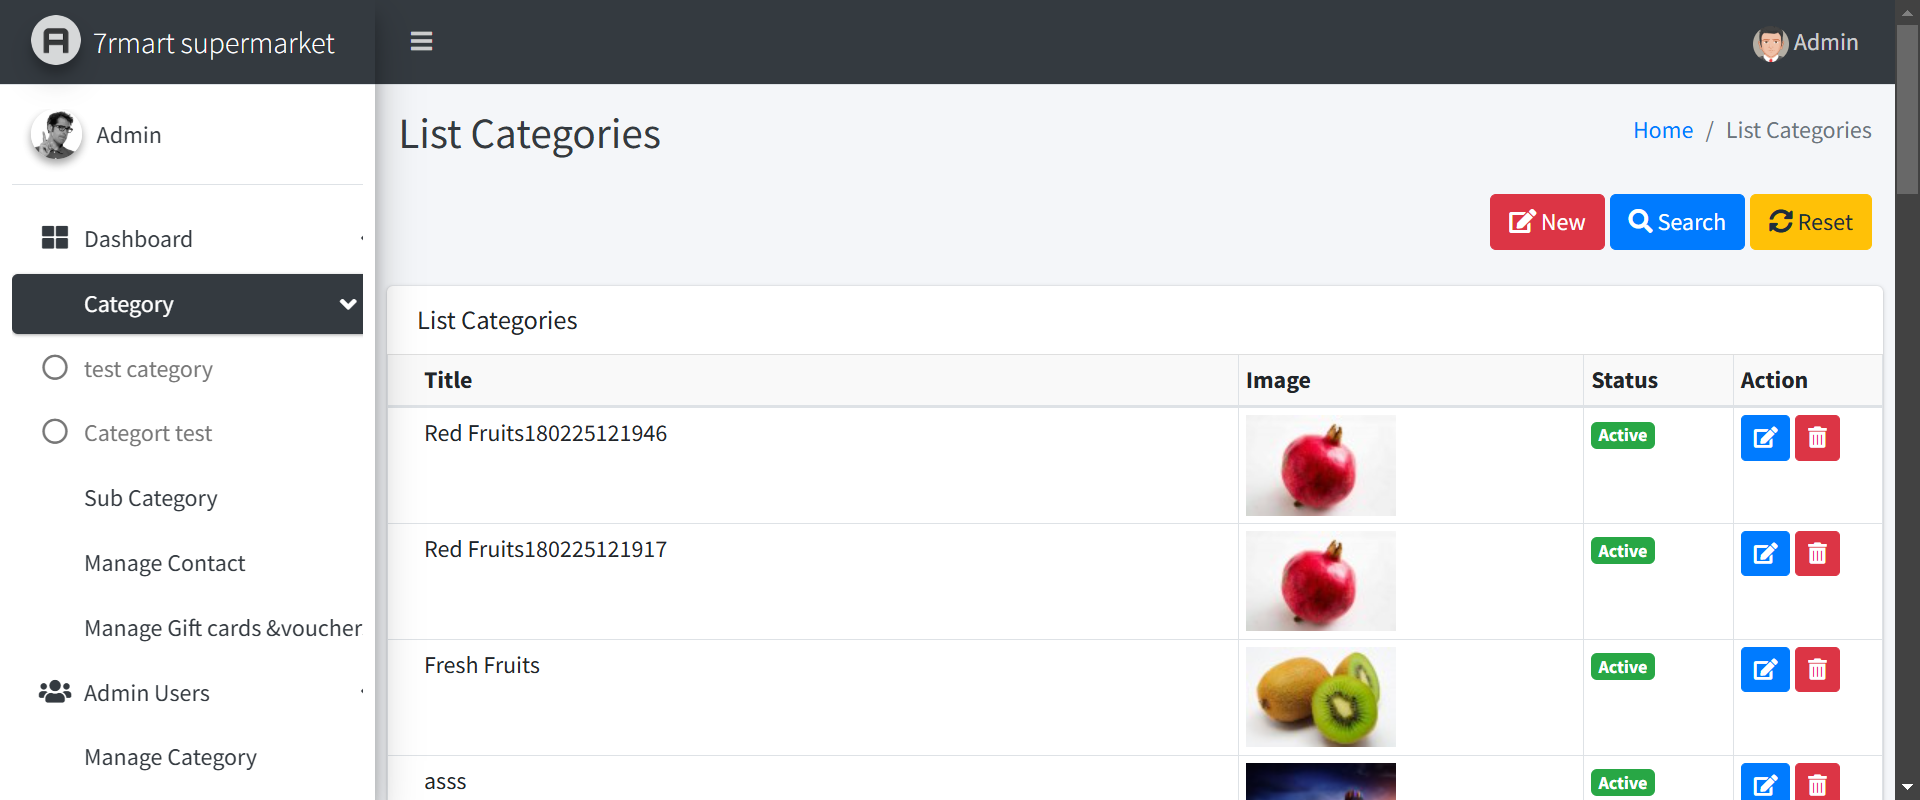 7rmart supermarket
Admin
Admin
List Categories
Home / List Categories
New
Search
Reset
Dashboard
Category
test category
Categort test
Sub Category
Manage Contact
Manage Gift cards &voucher
Admin Users
Manage Category
List Categories
Title Image Status Action
Red Fruits180225121946 Active
Red Fruits180225121917 Active
Fresh Fruits Active
asss Active